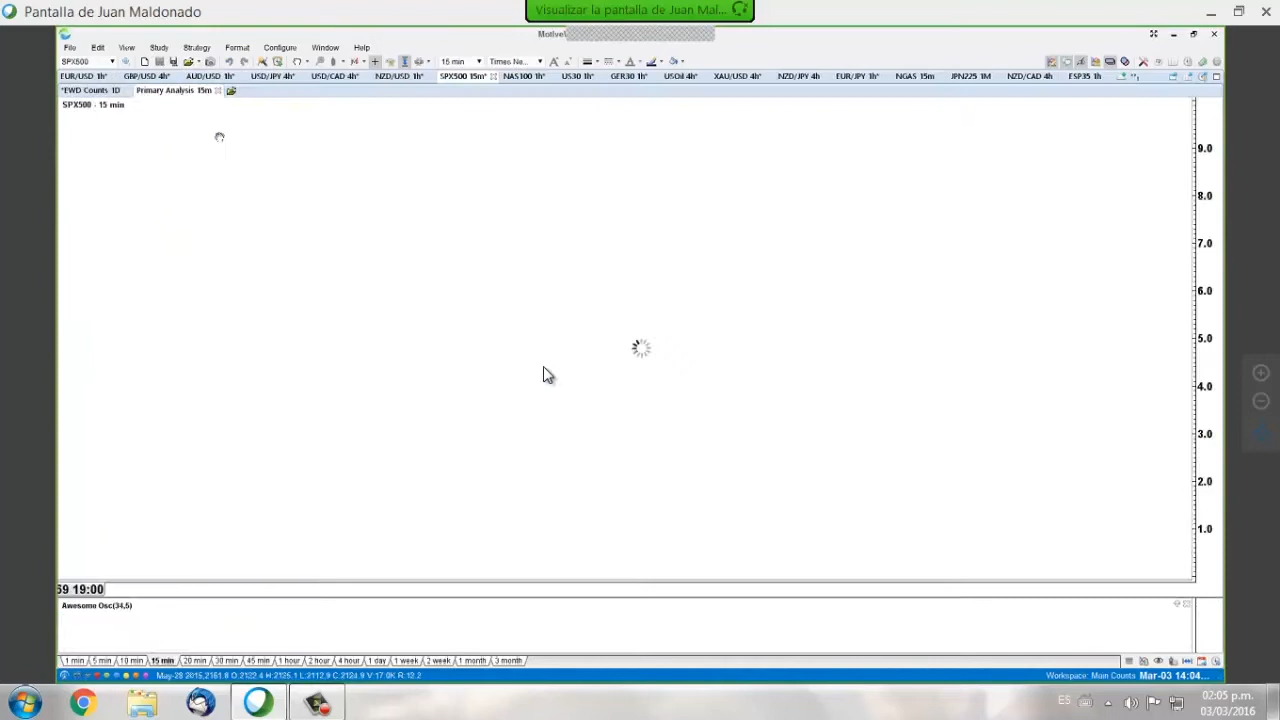 Pantalla de Juan Maldonado
Visualizar la pantalla de Juan Mal...
File Edit View Study Strategy Format Configure Window Help
SPX500 15 min Times Ne...
EUR/USD 1h* GBP/USD 4h* AUD/USD 1h* USD/JPY 4h* USD/CAD 4h* NZD/USD 1h* SPX500 15m* NAS100 1h* US30 1h* GER30 1h* USOil 4h* XAU/USD 4h* NZD/JPY 4h EUR/JPY 1h* NGAS 15m JPN225 1M NZD/CAD 4h ESP35 1h
*EWD Counts 1D Primary Analysis 15m
SPX500 - 15 min
9.0
8.0
7.0
6.0
5.0
4.0
3.0
2.0
1.0
69 19:00
Awesome Osc(34,5)
1 min 5 min 10 min 15 min 20 min 30 min 45 min 1 hour 2 hour 4 hour 1 day 1 week 2 week 1 month 3 month
Workspace: Main Counts Mar-03 14:04...
ES
02:05 p.m.
03/03/2016